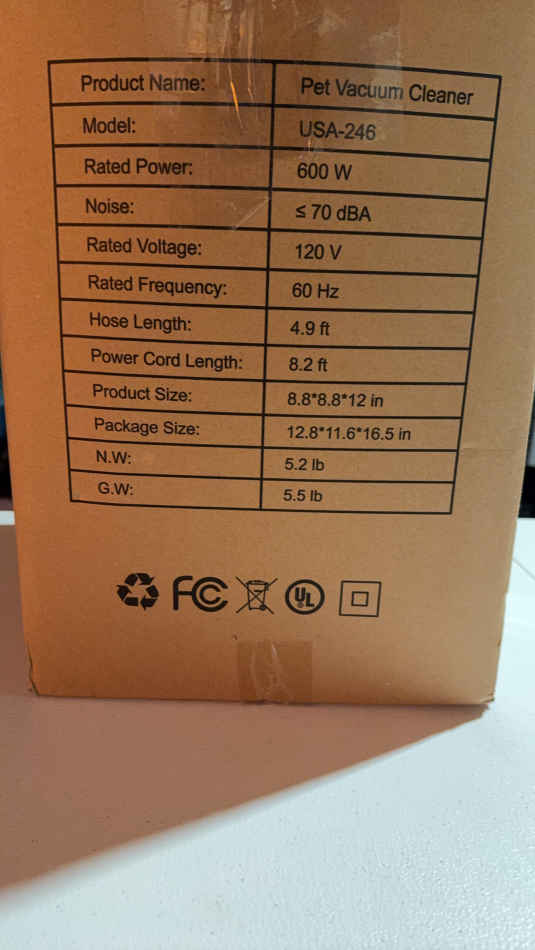 Product Name: Pet Vacuum Cleaner
Model: USA-246
Rated Power: 600 W
Noise: ≤ 70 dBA
Rated Voltage: 120 V
Rated Frequency: 60 Hz
Hose Length: 4.9 ft
Power Cord Length: 8.2 ft
Product Size: 8.8*8.8*12 in
Package Size: 12.8*11.6*16.5 in
N.W: 5.2 lb
G.W: 5.5 lb
FC UL